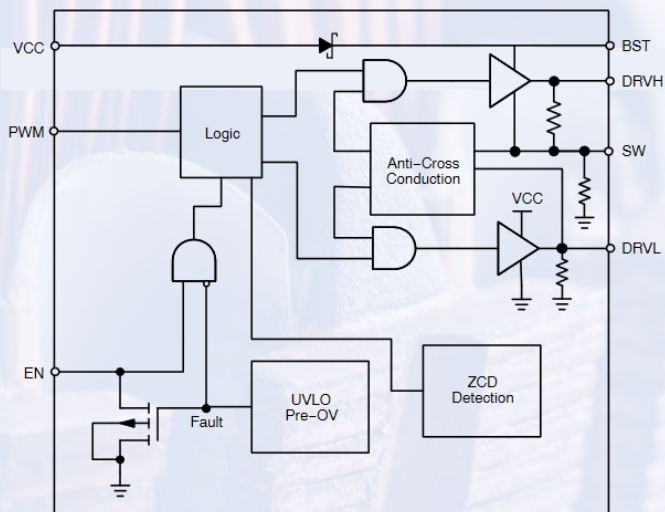 VCC
BST
DRVH
PWM
Logic
Anti–Cross
Conduction
SW
VCC
DRVL
EN
Fault
UVLO
Pre–OV
ZCD
Detection